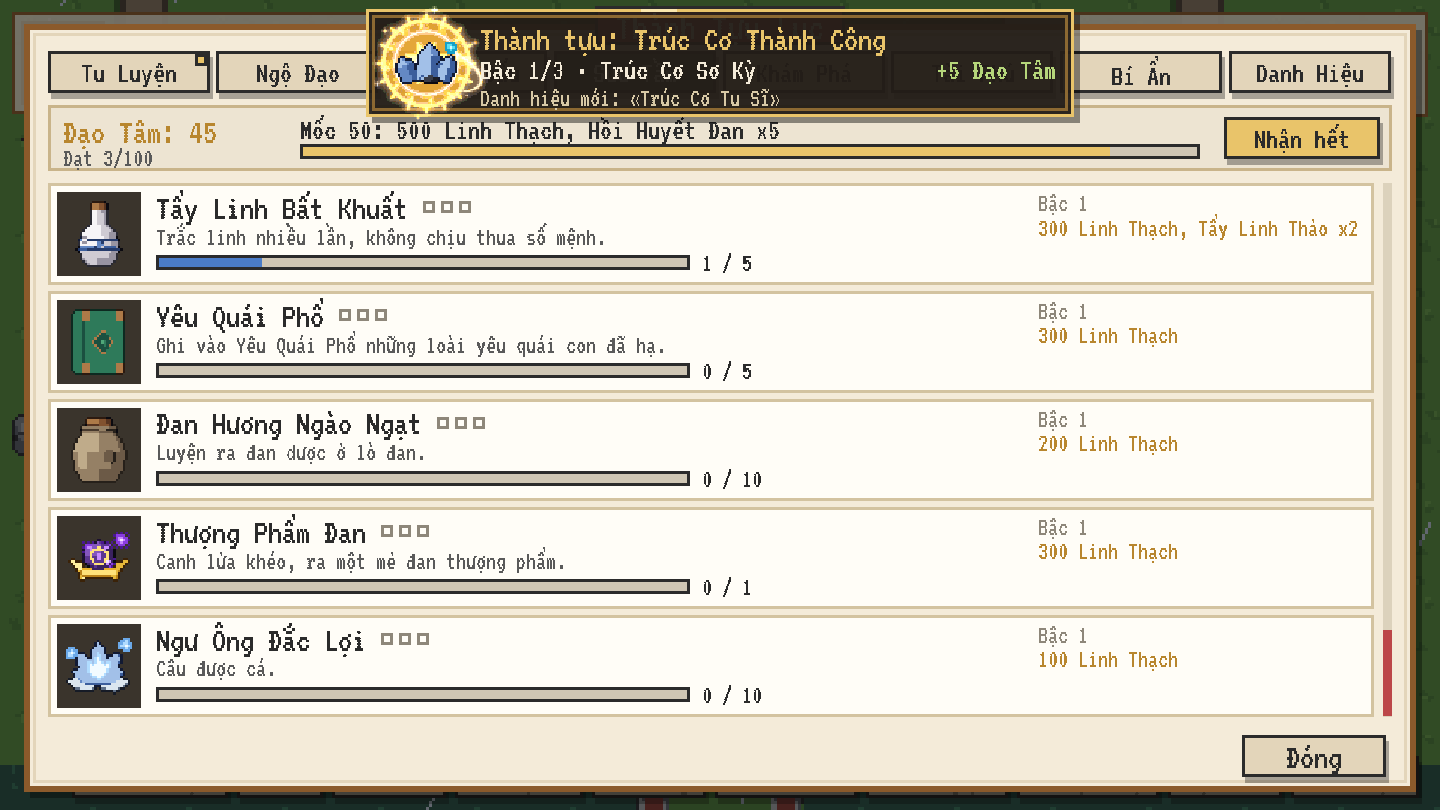 Thành tựu: Trúc Cơ Thành Công
Bậc 1/3 · Trúc Cơ Sơ Kỳ
+5 Đạo Tâm
Danh hiệu mới: «Trúc Cơ Tu Sĩ»
Tu Luyện
Ngộ Đạo
Khám Phá
Bí Ẩn
Danh Hiệu
Đạo Tâm: 45
Đạt 3/100
Mốc 50: 500 Linh Thạch, Hồi Huyết Đan x5
Nhận hết
Tẩy Linh Bất Khuất
Trắc linh nhiều lần, không chịu thua số mệnh.
1 / 5
Bậc 1
300 Linh Thạch, Tẩy Linh Thảo x2
Yêu Quái Phổ
Ghi vào Yêu Quái Phổ những loài yêu quái con đã hạ.
0 / 5
Bậc 1
300 Linh Thạch
Đan Hương Ngào Ngạt
Luyện ra đan dược ở lò đan.
0 / 10
Bậc 1
200 Linh Thạch
Thượng Phẩm Đan
Canh lửa khéo, ra một mẻ đan thượng phẩm.
0 / 1
Bậc 1
300 Linh Thạch
Ngư Ông Đắc Lợi
Câu được cá.
0 / 10
Bậc 1
100 Linh Thạch
Đóng